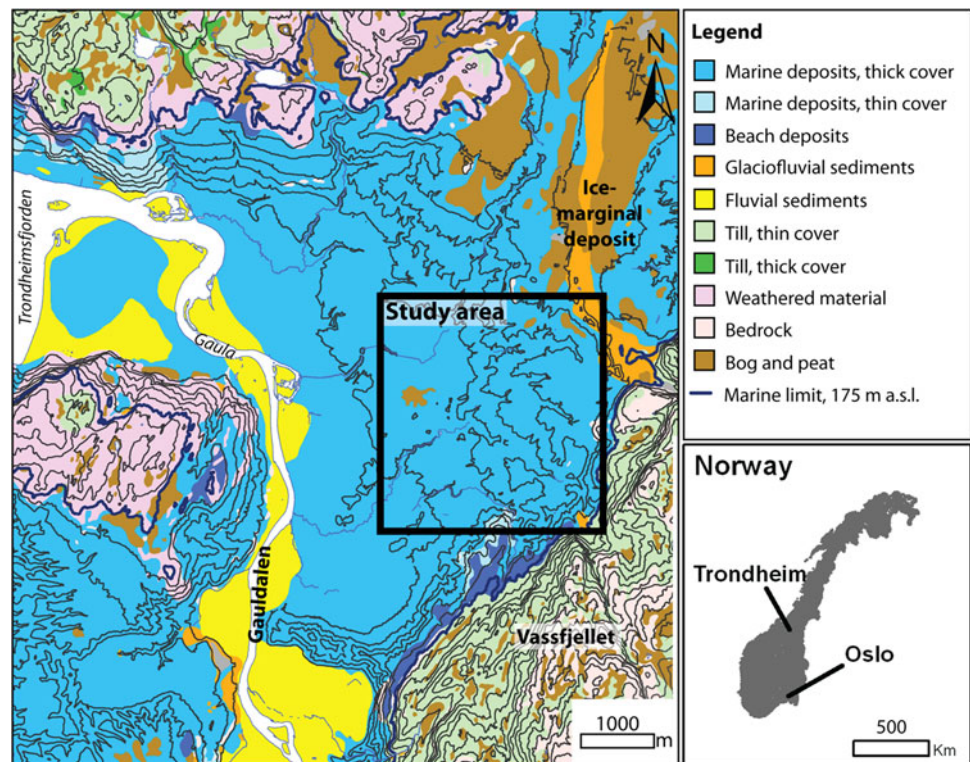 Trondheimsfjorden
Gaula
Gauldalen
Study area
Ice-
marginal
deposit
N
Vassfjellet
1000
m
Legend
Marine deposits, thick cover
Marine deposits, thin cover
Beach deposits
Glaciofluvial sediments
Fluvial sediments
Till, thin cover
Till, thick cover
Weathered material
Bedrock
Bog and peat
Marine limit, 175 m a.s.l.
Norway
Trondheim
Oslo
500
Km